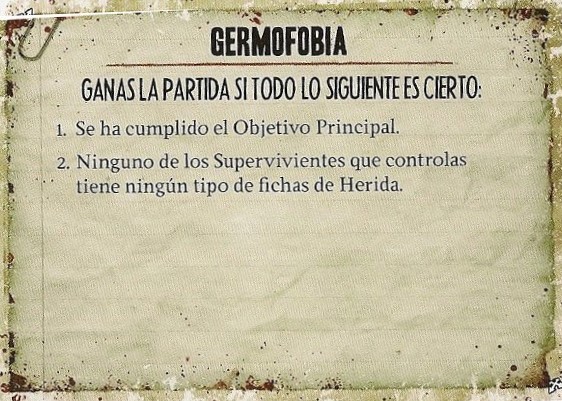 GERMOFOBIA
GANAS LA PARTIDA SI TODO LO SIGUIENTE ES CIERTO:
1. Se ha cumplido el Objetivo Principal.
2. Ninguno de los Supervivientes que controlas
tiene ningún tipo de fichas de Herida.